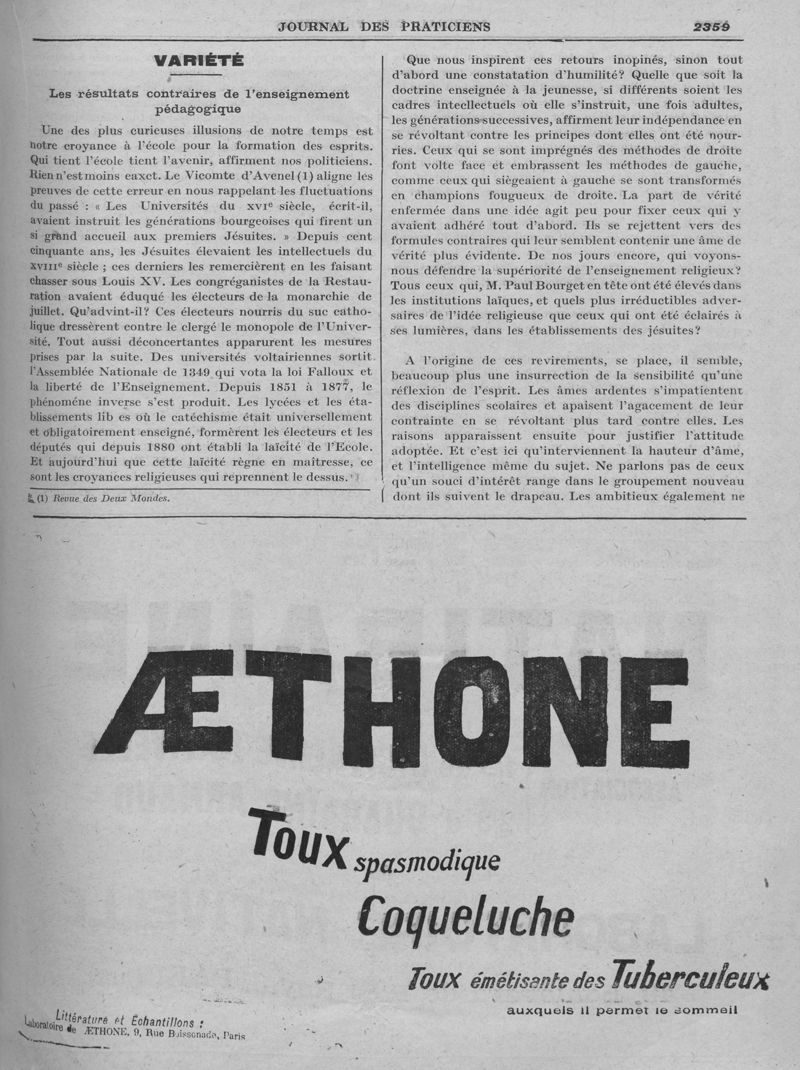 JOURNAL DES PRATICIENS 2359
VARIÉTÉ
Les résultats contraires de l'enseignement
pédagogique
Une des plus curieuses illusions de notre temps est
notre croyance à l'école pour la formation des esprits.
Qui tient l'école tient l'avenir, affirment nos politiciens.
Rien n'est moins eaxct. Le Vicomte d'Avenel (1) aligne les
preuves de cette erreur en nous rappelant les fluctuations
du passé : « Les Universités du XVIe siècle, écrit-il,
avaient instruit les générations bourgeoises qui firent un
si grand accueil aux premiers Jésuites. » Depuis cent
cinquante ans, les Jésuites élevaient les intellectuels du
XVIIIe siècle ; ces derniers les remercièrent en les faisant
chasser sous Louis XV. Les congréganistes de la Restau-
ration avaient éduqué les électeurs de la monarchie de
juillet. Qu'advint-il? Ces électeurs nourris du suc catho-
lique dressèrent contre le clergé le monopole de l'Univer-
sité. Tout aussi déconcertantes apparurent les mesures
prises par la suite. Des universités voltairiennes sortit
l'Assemblée Nationale de 1349 qui vota la loi Falloux et
la liberté de l'Enseignement. Depuis 1851 à 1877, le
phénomène inverse s'est produit. Les lycées et les éta-
blissements lib es où le catéchisme était universellement
et obligatoirement enseigné, formèrent les électeurs et les
députés qui depuis 1880 ont établi la laïcité de l'Ecole.
Et aujourd'hui que cette laïcité règne en maîtresse, ce
sont les croyances religieuses qui reprennent le dessus.
(1) Revue des Deux Mondes.
Que nous inspirent ces retours inopinés, sinon tout
d'abord une constatation d'humilité? Quelle que soit la
doctrine enseignée à la jeunesse, si différents soient les
cadres intellectuels où elle s'instruit, une fois adultes,
les générations successives, affirment leur indépendance en
se révoltant contre les principes dont elles ont été nour-
ries. Ceux qui se sont imprégnés des méthodes de droite
font volte face et embrassent les méthodes de gauche,
comme ceux qui siégeaient à gauche se sont transformés
en champions fougueux de droite. La part de vérité
enfermée dans une idée agit peu pour fixer ceux qui y
avaient adhéré tout d'abord. Ils se rejettent vers des
formules contraires qui leur semblent contenir une âme de
vérité plus évidente. De nos jours encore, qui voyons-
nous défendre la supériorité de l'enseignement religieux?
Tous ceux qui, M. Paul Bourget en tête ont été élevés dans
les institutions laïques, et quels plus irréductibles adver-
saires de l'idée religieuse que ceux qui ont été éclairés à
ses lumières, dans les établissements des jésuites?
A l'origine de ces revirements, se place, il semble,
beaucoup plus une insurrection de la sensibilité qu'une
réflexion de l'esprit. Les âmes ardentes s'impatientent
des disciplines scolaires et apaisent l'agacement de leur
contrainte en se révoltant plus tard contre elles. Les
raisons apparaissent ensuite pour justifier l'attitude
adoptée. Et c'est ici qu'interviennent la hauteur d'âme,
et l'intelligence même du sujet. Ne parlons pas de ceux
qu'un souci d'intérêt range dans le groupement nouveau
dont ils suivent le drapeau. Les ambitieux également ne
ÆTHONE
Toux spasmodique
Coqueluche
Toux émétisante des Tuberculeux
auxquels il permet le sommeil
Littérature et Échantillons :
Laboratoire de ÆTHONE, 9, Rue Boissonade, Paris